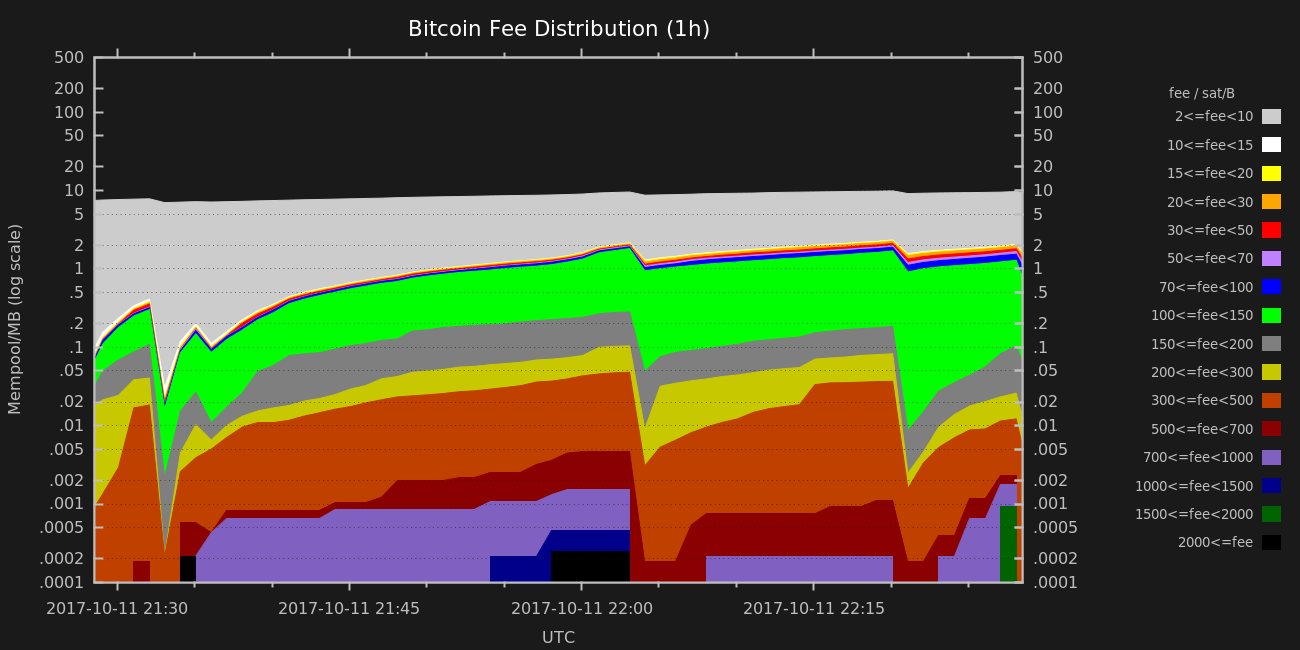 Bitcoin Fee Distribution (1h)
500
200
100
50
20
10
5
2
1
.5
.2
.1
.05
.02
.01
.005
.002
.001
.0005
.0002
.0001
Mempool/MB (log scale)
500
200
100
50
20
10
5
2
1
.5
.2
.1
.05
.02
.01
.005
.002
.001
.0005
.0002
.0001
2017-10-11 21:30
2017-10-11 21:45
2017-10-11 22:00
2017-10-11 22:15
UTC
fee / sat/B
2<=fee<10
10<=fee<15
15<=fee<20
20<=fee<30
30<=fee<50
50<=fee<70
70<=fee<100
100<=fee<150
150<=fee<200
200<=fee<300
300<=fee<500
500<=fee<700
700<=fee<1000
1000<=fee<1500
1500<=fee<2000
2000<=fee